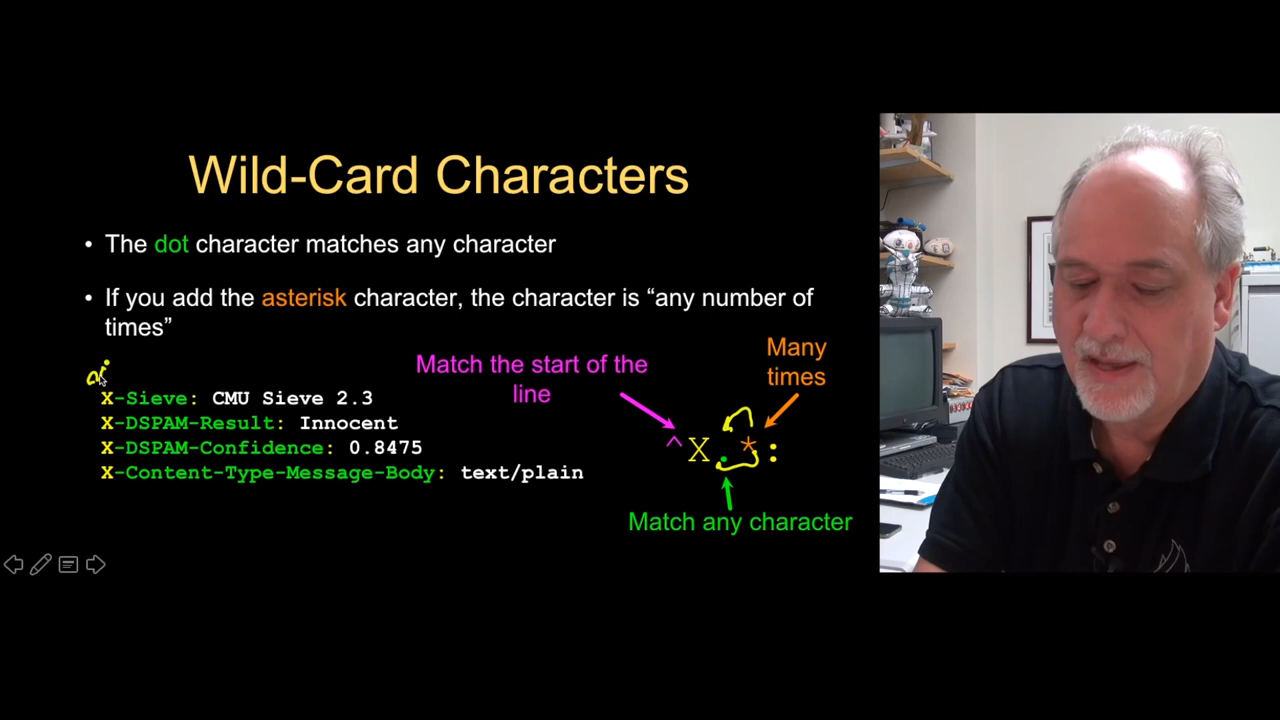 Wild-Card Characters
• The dot character matches any character
• If you add the asterisk character, the character is “any number of
times”
Match the start of the
line
Many
times
X-Sieve: CMU Sieve 2.3
X-DSPAM-Result: Innocent
X-DSPAM-Confidence: 0.8475
X-Content-Type-Message-Body: text/plain
^X.*:
Match any character